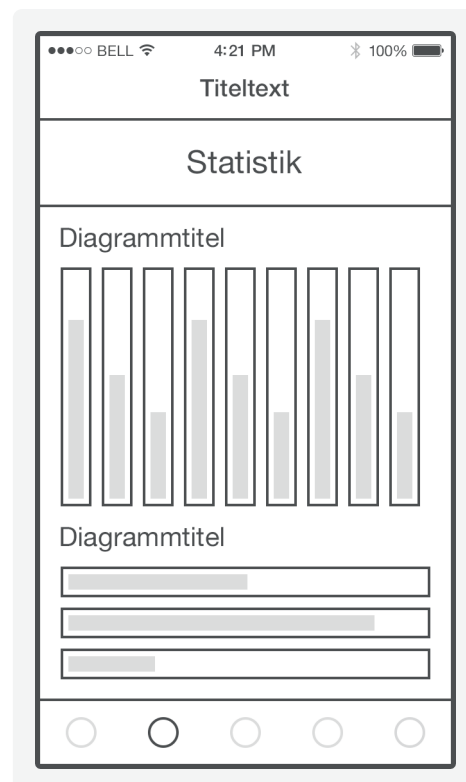 BELL 4:21 PM 100%
Titeltext
Statistik
Diagrammtitel
Diagrammtitel